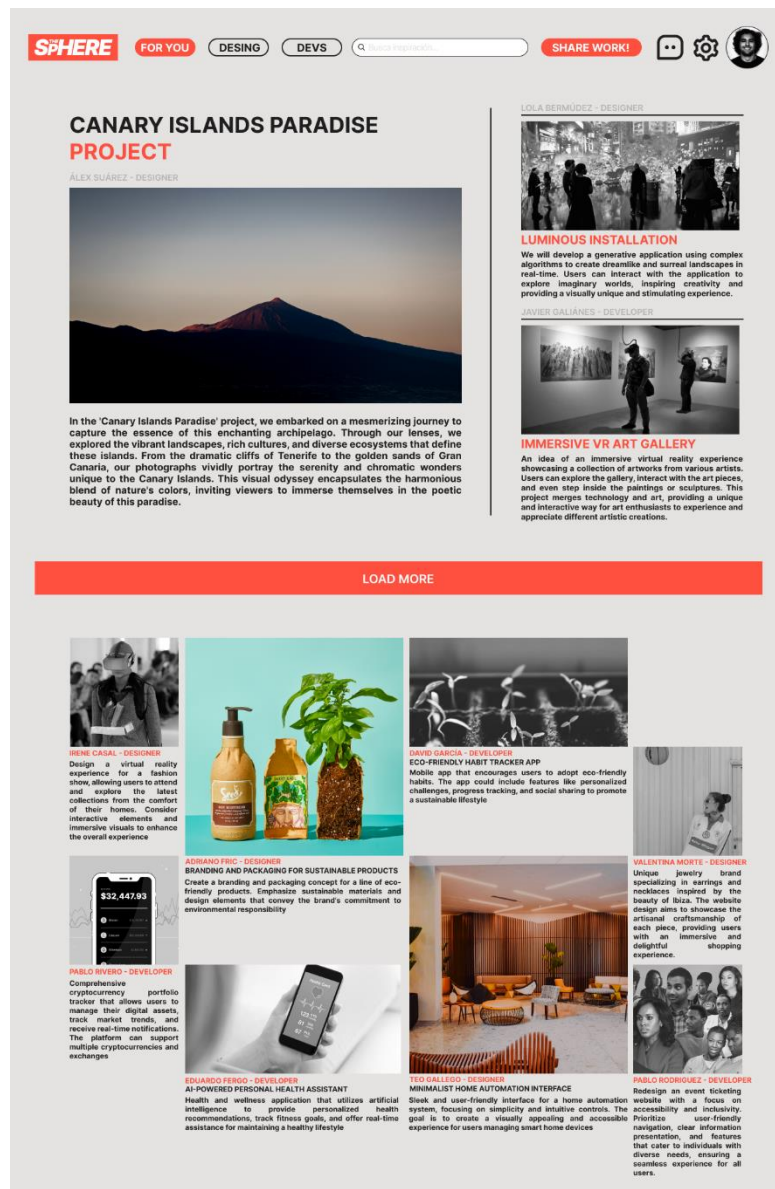 THE
SPHERE
FOR YOU
DESING
DEVS
Busca inspiración...
SHARE WORK!
CANARY ISLANDS PARADISE
PROJECT
ÁLEX SUÁREZ - DESIGNER
In the 'Canary Islands Paradise' project, we embarked on a mesmerizing journey to
capture the essence of this enchanting archipelago. Through our lenses, we
explored the vibrant landscapes, rich cultures, and diverse ecosystems that define
these islands. From the dramatic cliffs of Tenerife to the golden sands of Gran
Canaria, our photographs vividly portray the serenity and chromatic wonders
unique to the Canary Islands. This visual odyssey encapsulates the harmonious
blend of nature's colors, inviting viewers to immerse themselves in the poetic
beauty of this paradise.
LOLA BERMÚDEZ - DESIGNER
LUMINOUS INSTALLATION
We will develop a generative application using complex
algorithms to create dreamlike and surreal landscapes in
real-time. Users can interact with the application to
explore imaginary worlds, inspiring creativity and
providing a visually unique and stimulating experience.
JAVIER GALIÁNES - DEVELOPER
IMMERSIVE VR ART GALLERY
An idea of an immersive virtual reality experience
showcasing a collection of artworks from various artists.
Users can explore the gallery, interact with the art pieces,
and even step inside the paintings or sculptures. This
project merges technology and art, providing a unique
and interactive way for art enthusiasts to experience and
appreciate different artistic creations.
LOAD MORE
IRENE CASAL - DESIGNER
Design a virtual reality
experience for a fashion
show, allowing users to attend
and explore the latest
collections from the comfort
of their homes. Consider
interactive elements and
immersive visuals to enhance
the overall experience
ADRIANO FRIC - DESIGNER
BRANDING AND PACKAGING FOR SUSTAINABLE PRODUCTS
Create a branding and packaging concept for a line of eco-
friendly products. Emphasize sustainable materials and
design elements that convey the brand's commitment to
environmental responsibility
DAVID GARCÍA - DEVELOPER
ECO-FRIENDLY HABIT TRACKER APP
Mobile app that encourages users to adopt eco-friendly
habits. The app could include features like personalized
challenges, progress tracking, and social sharing to promote
a sustainable lifestyle
VALENTINA MORTE - DESIGNER
Unique jewelry brand
specializing in earrings and
necklaces inspired by the
beauty of Ibiza. The website
design aims to showcase the
artisanal craftsmanship of
each piece, providing users
with an immersive and
delightful shopping
experience.
$32,447.93
PABLO RIVERO - DEVELOPER
Comprehensive
cryptocurrency portfolio
tracker that allows users to
manage their digital assets,
track market trends, and
receive real-time notifications.
The platform can support
multiple cryptocurrencies and
exchanges
EDUARDO FERGO - DEVELOPER
AI-POWERED PERSONAL HEALTH ASSISTANT
Health and wellness application that utilizes artificial
intelligence to provide personalized health
recommendations, track fitness goals, and offer real-time
assistance for maintaining a healthy lifestyle
TEO GALLEGO - DESIGNER
MINIMALIST HOME AUTOMATION INTERFACE
Sleek and user-friendly interface for a home automation
system, focusing on simplicity and intuitive controls. The
goal is to create a visually appealing and accessible
experience for users managing smart home devices
PABLO RODRIGUEZ - DEVELOPER
Redesign an event ticketing
website with a focus on
accessibility and inclusivity.
Prioritize user-friendly
navigation, clear information
presentation, and features
that cater to individuals with
diverse needs, ensuring a
seamless experience for all
users.